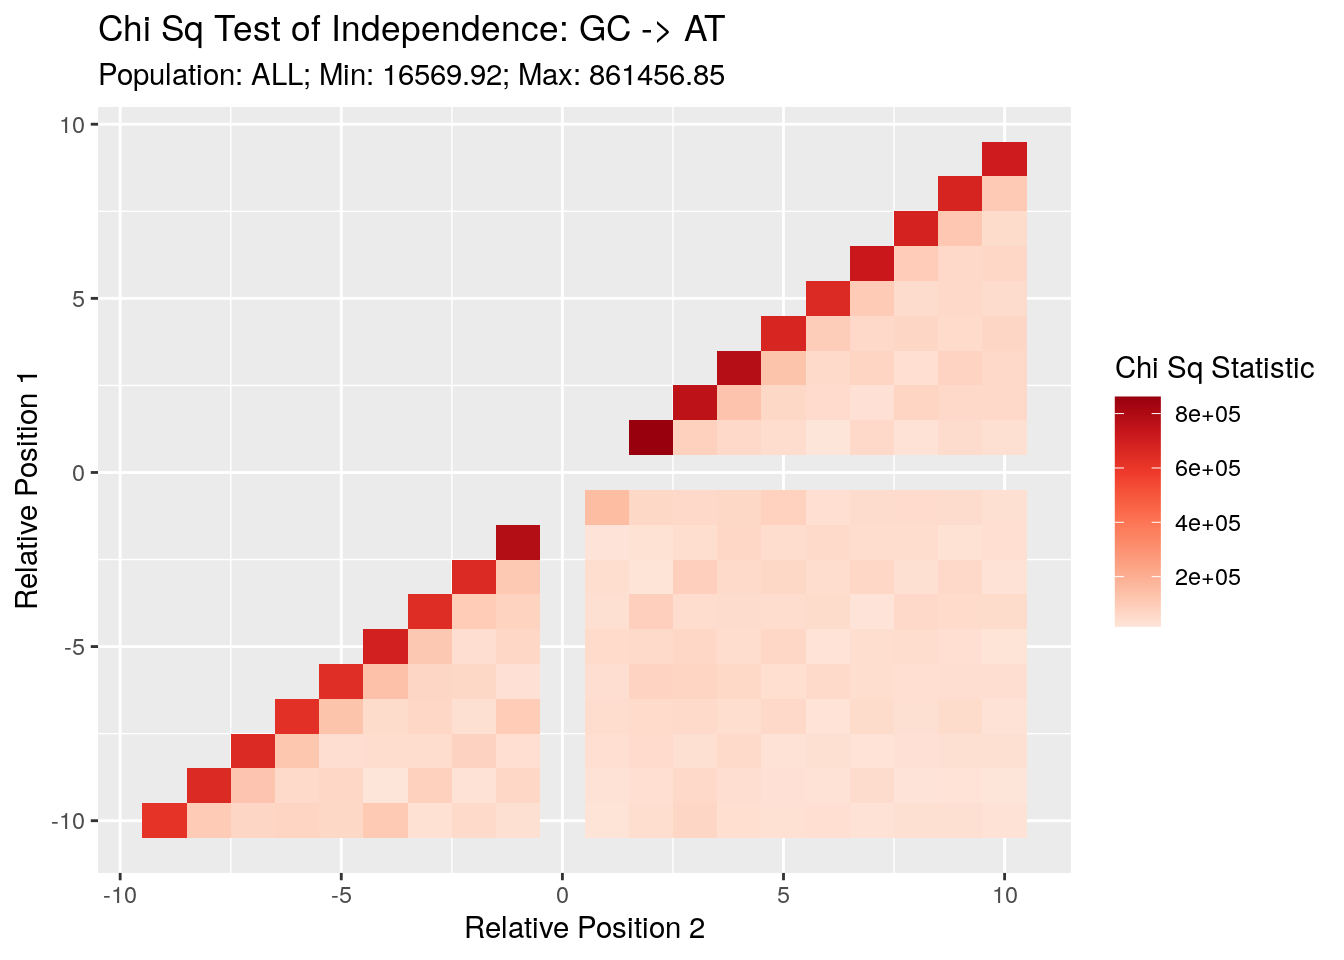 Chi Sq Test of Independence: GC -> AT
Population: ALL; Min: 16569.92; Max: 861456.85
10
5
0
-5
-10
Relative Position 1
-10
-5
0
5
10
Relative Position 2
Chi Sq Statistic
8e+05
6e+05
4e+05
2e+05